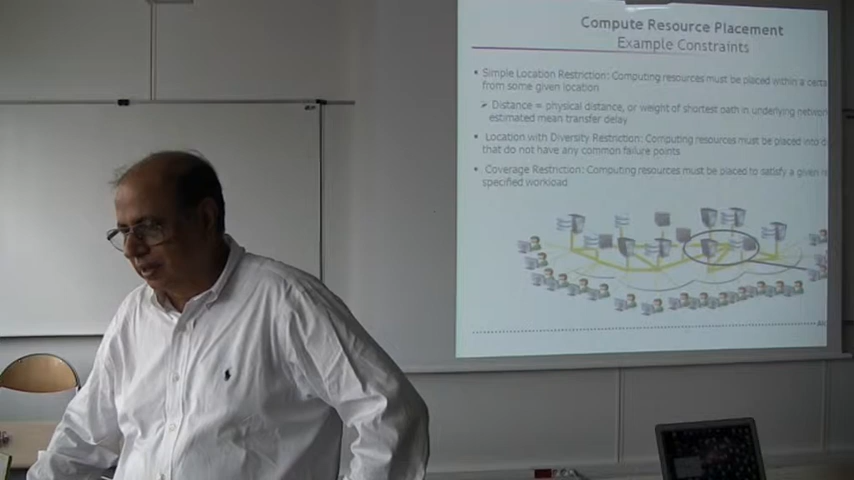 Compute Resource Placement
Example Constraints
• Simple Location Restriction: Computing resources must be placed within a certa
from some given location
➢ Distance = physical distance, or weight of shortest path in underlying network
estimated mean transfer delay
• Location with Diversity Restriction: Computing resources must be placed into d
that do not have any common failure points
• Coverage Restriction: Computing resources must be placed to satisfy a given
specified workload